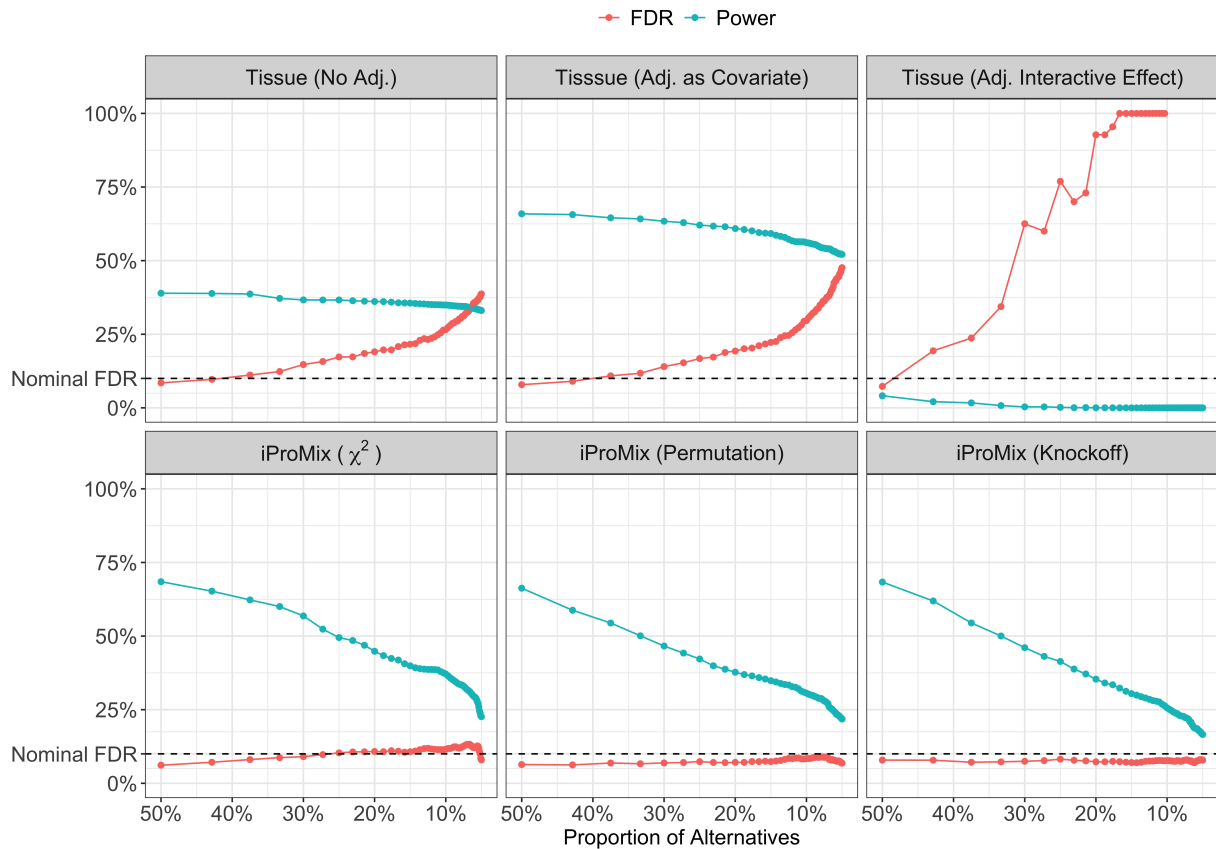 FDR Power
Tissue (No Adj.) Tisssue (Adj. as Covariate) Tissue (Adj. Interactive Effect)
100%
75%
50%
25%
Nominal FDR
0%
iProMix ( χ2 ) iProMix (Permutation) iProMix (Knockoff)
100%
75%
50%
25%
Nominal FDR
0%
50% 40% 30% 20% 10% 50% 40% 30% 20% 10% 50% 40% 30% 20% 10%
Proportion of Alternatives